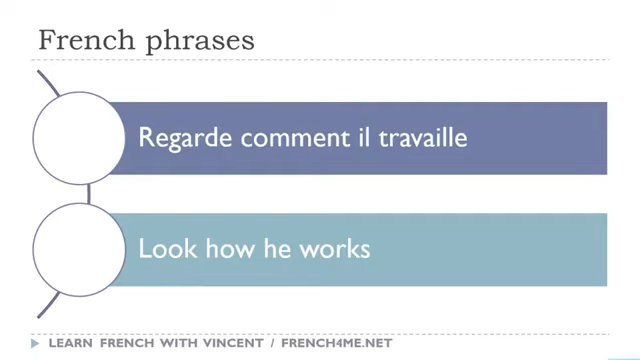 French phrases
Regarde comment il travaille
Look how he works
LEARN FRENCH WITH VINCENT / FRENCH4ME.NET